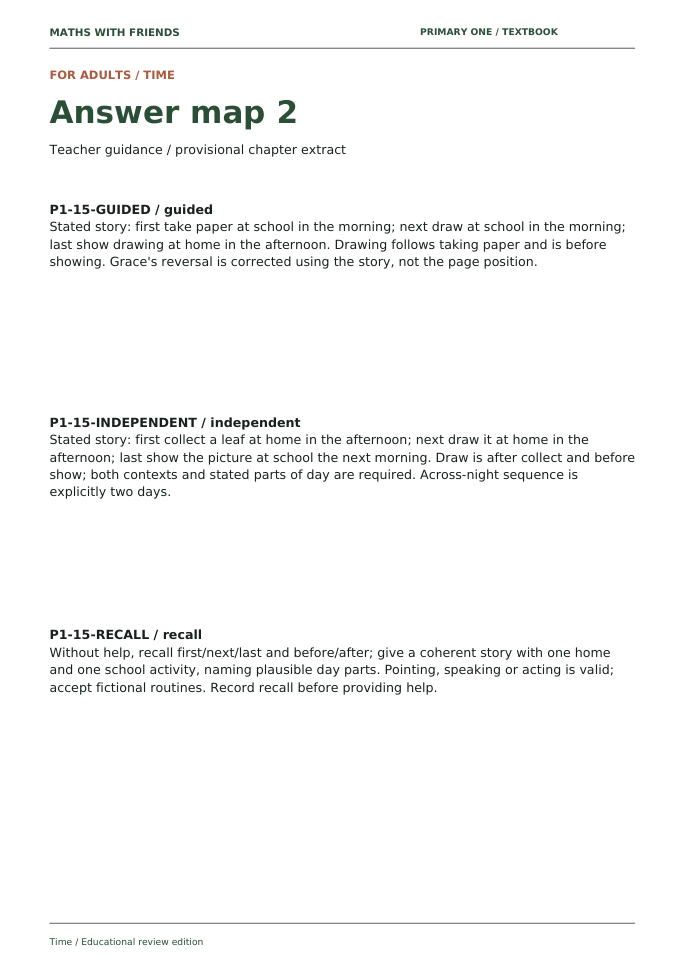 MATHS WITH FRIENDS
PRIMARY ONE / TEXTBOOK
FOR ADULTS / TIME
Answer map 2
Teacher guidance / provisional chapter extract
P1-15-GUIDED / guided
Stated story: first take paper at school in the morning; next draw at school in the morning;
last show drawing at home in the afternoon. Drawing follows taking paper and is before
showing. Grace's reversal is corrected using the story, not the page position.
P1-15-INDEPENDENT / independent
Stated story: first collect a leaf at home in the afternoon; next draw it at home in the
afternoon; last show the picture at school the next morning. Draw is after collect and before
show; both contexts and stated parts of day are required. Across-night sequence is
explicitly two days.
P1-15-RECALL / recall
Without help, recall first/next/last and before/after; give a coherent story with one home
and one school activity, naming plausible day parts. Pointing, speaking or acting is valid;
accept fictional routines. Record recall before providing help.
Time / Educational review edition